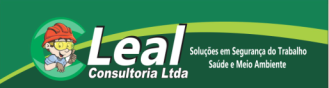 Leal
Consultoria Ltda
Soluções em Segurança do Trabalho
Saúde e Meio Ambiente